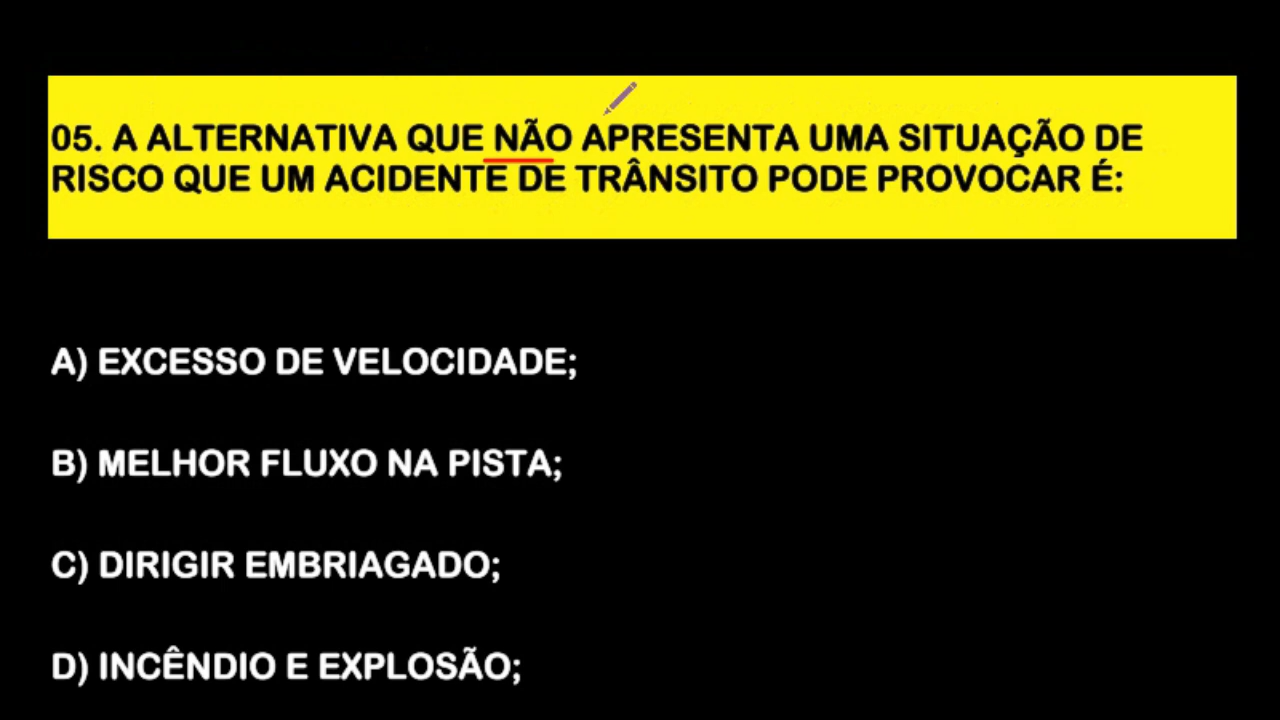 05. A ALTERNATIVA QUE NÃO APRESENTA UMA SITUAÇÃO DE
RISCO QUE UM ACIDENTE DE TRÂNSITO PODE PROVOCAR É:
A) EXCESSO DE VELOCIDADE;
B) MELHOR FLUXO NA PISTA;
C) DIRIGIR EMBRIAGADO;
D) INCÊNDIO E EXPLOSÃO;